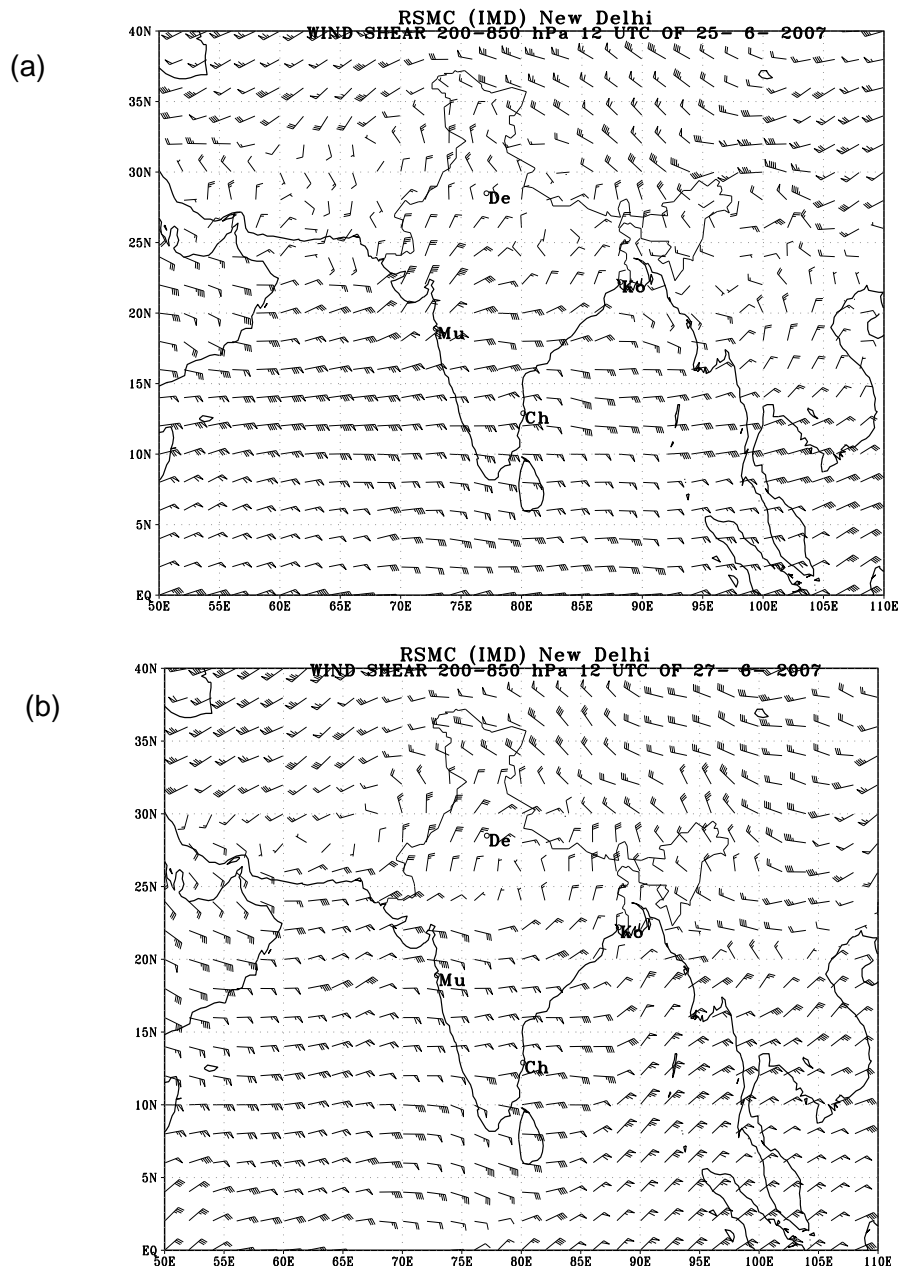 (a)
RSMC (IMD) New Delhi
WIND SHEAR 200-850 hPa 12 UTC OF 25- 6- 2007
40N
35N
30N
25N
20N
15N
10N
5N
EQ
De
Ko
Mu
Ch
50E 55E 60E 65E 70E 75E 80E 85E 90E 95E 100E 105E 110E
(b)
RSMC (IMD) New Delhi
WIND SHEAR 200-850 hPa 12 UTC OF 27- 6- 2007
40N
35N
30N
25N
20N
15N
10N
5N
EQ
De
Ko
Mu
Ch
50E 55E 60E 65E 70E 75E 80E 85E 90E 95E 100E 105E 110E